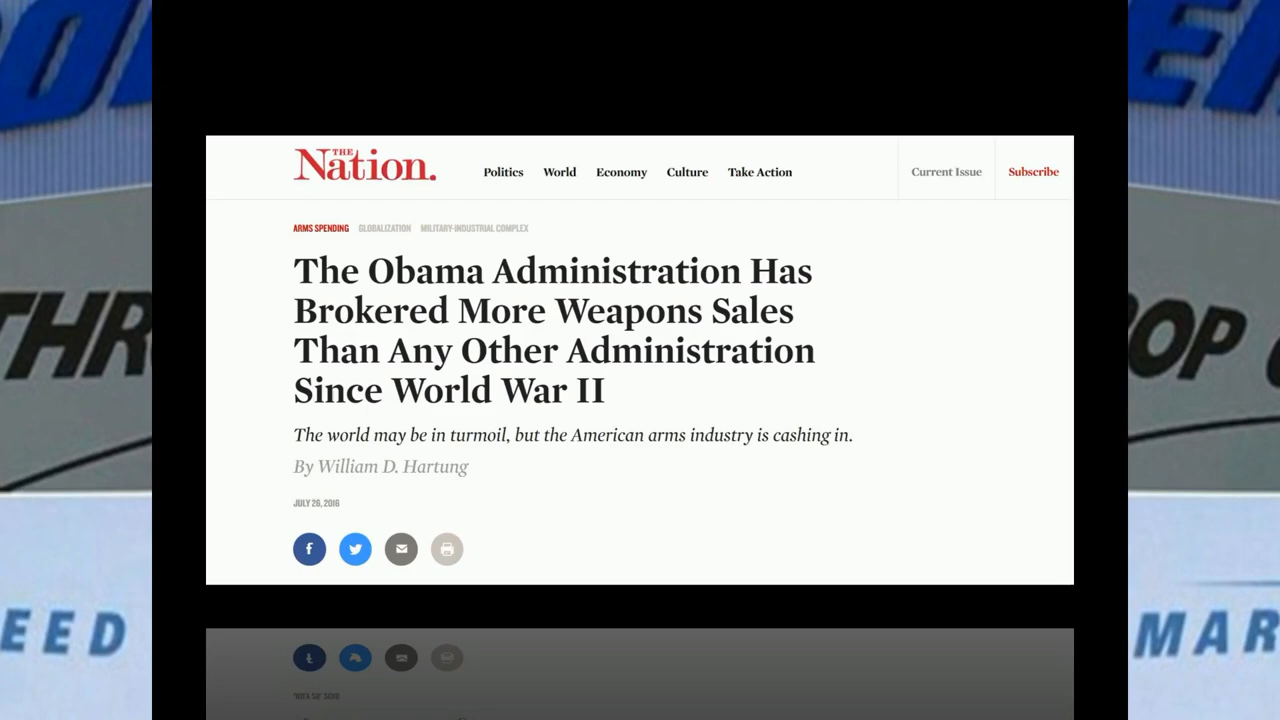 THE
Nation.
Politics World Economy Culture Take Action
Current Issue Subscribe
ARMS SPENDING GLOBALIZATION MILITARY-INDUSTRIAL COMPLEX
The Obama Administration Has
Brokered More Weapons Sales
Than Any Other Administration
Since World War II
The world may be in turmoil, but the American arms industry is cashing in.
By William D. Hartung
JULY 26, 2016
THR
OP
EED
MAR